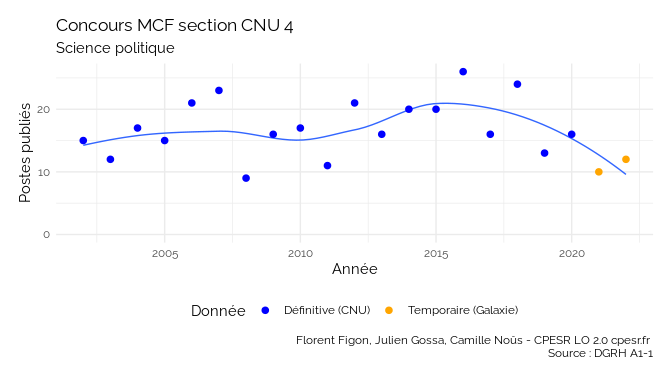 Concours MCF section CNU 4
Science politique
Postes publiés
20
10
0
2005 2010 2015 2020
Année
Donnée Définitive (CNU) Temporaire (Galaxie)
Florent Figon, Julien Gossa, Camille Noûs - CPESR LO 2.0 cpesr.fr
Source : DGRH A1-1